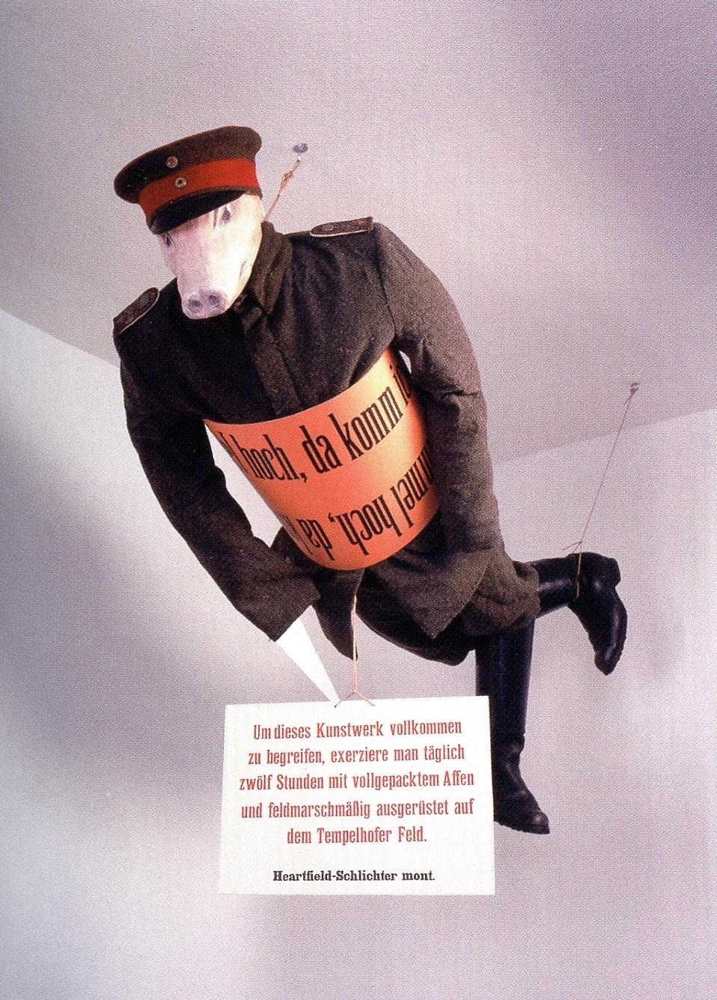 hoch, da komm
hoch, da
Um dieses Kunstwerk vollkommen
zu begreifen, exerziere man täglich
zwölf Stunden mit vollgepacktem Affen
und feldmarschmäßig ausgerüstet auf
dem Tempelhofer Feld.
Heartfield-Schlichter mont.